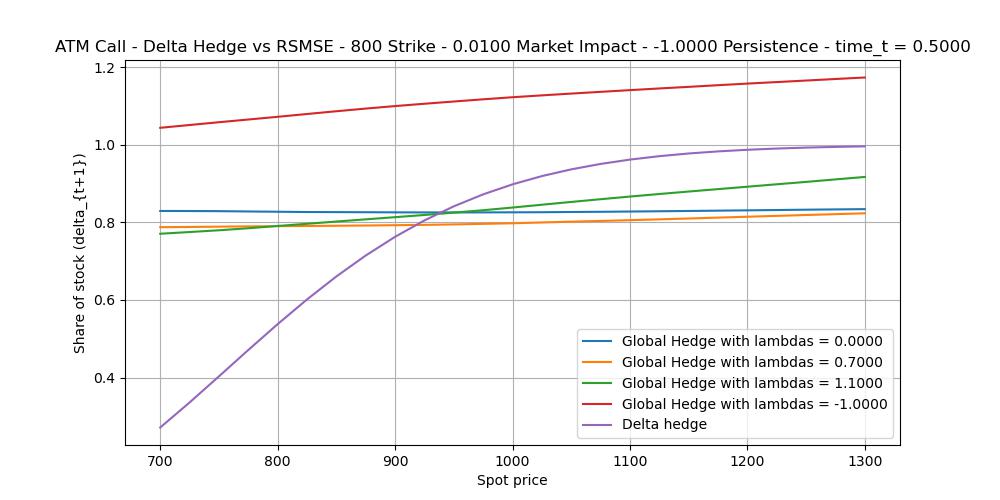 ATM Call - Delta Hedge vs RSMSE - 800 Strike - 0.0100 Market Impact - -1.0000 Persistence - time_t = 0.5000
Share of stock (delta_{t+1})
1.2
1.0
0.8
0.6
0.4
Global Hedge with lambdas = 0.0000
Global Hedge with lambdas = 0.7000
Global Hedge with lambdas = 1.1000
Global Hedge with lambdas = -1.0000
Delta hedge
700 800 900 1000 1100 1200 1300
Spot price